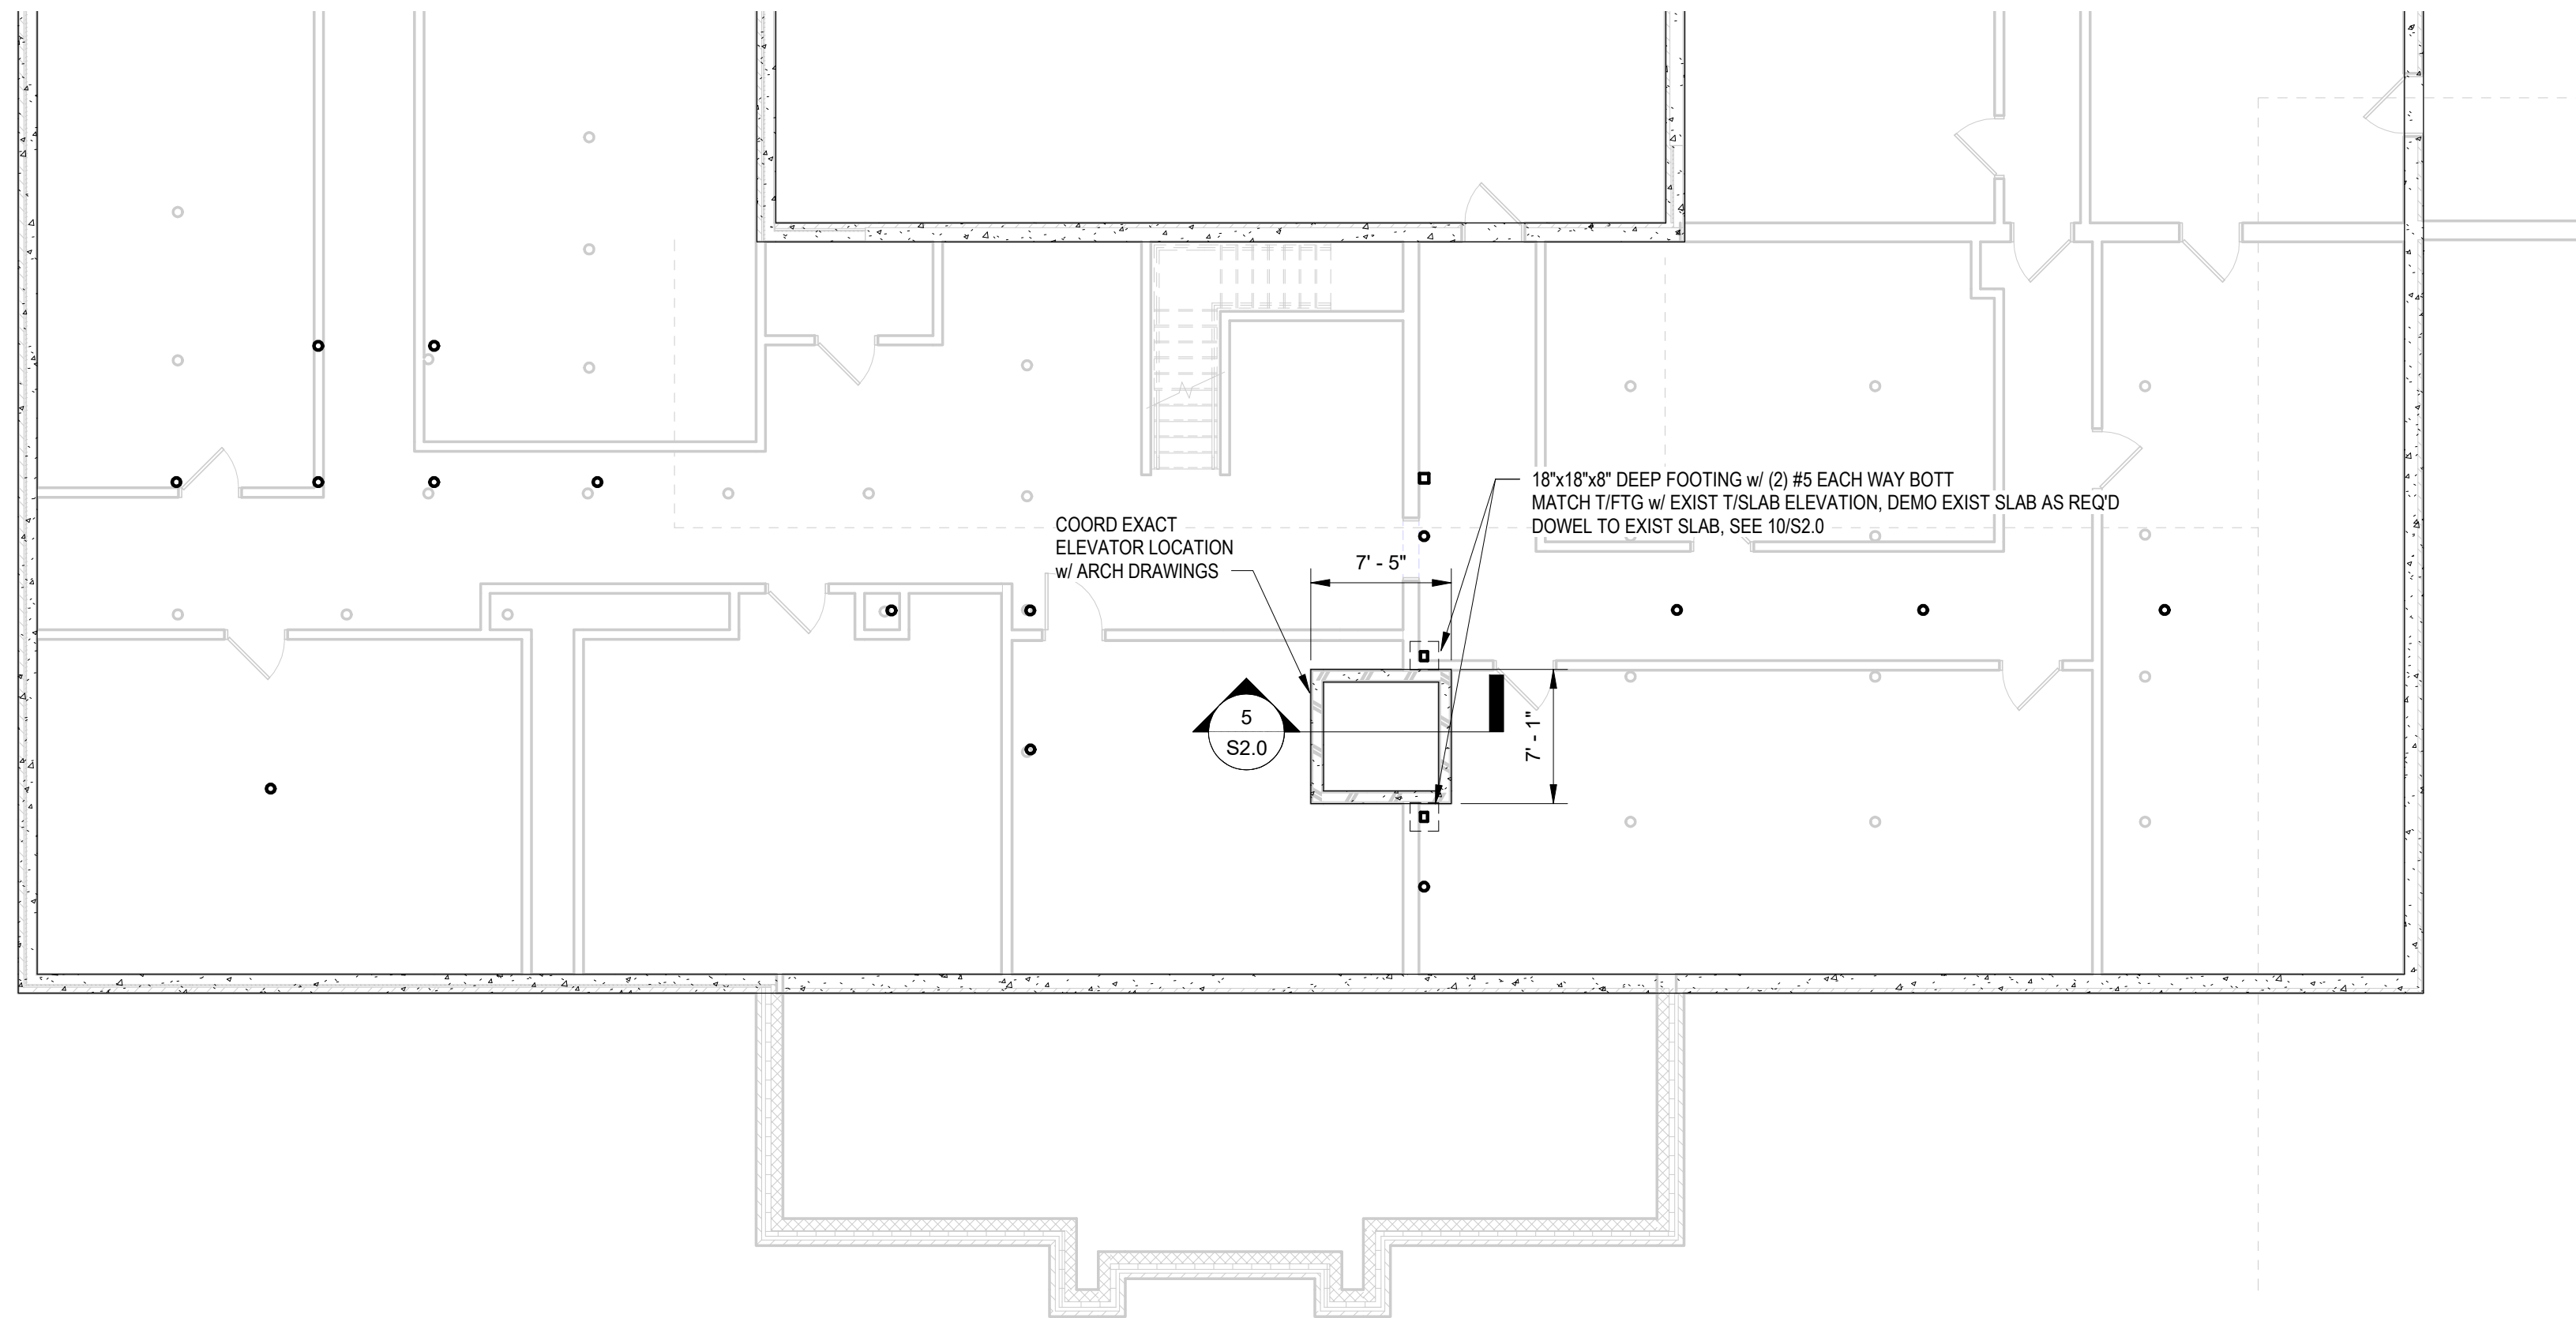 18"x18"x8" DEEP FOOTING w/ (2) #5 EACH WAY BOTT
MATCH T/FTG w/ EXIST T/SLAB ELEVATION, DEMO EXIST SLAB AS REQ'D
DOWEL TO EXIST SLAB, SEE 10/S2.0
COORD EXACT
ELEVATOR LOCATION
w/ ARCH DRAWINGS
7' - 5"
7' - 1"
5
S2.0